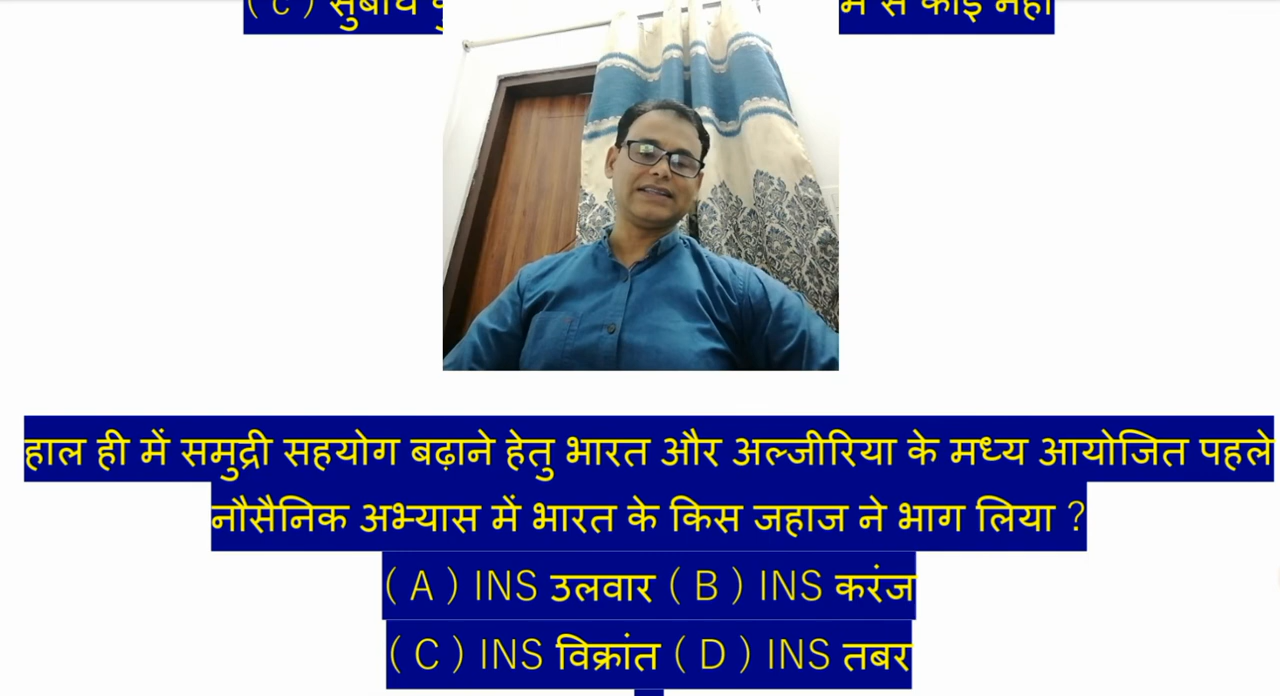 ( C ) सुबोध
में से कोई नहीं
हाल ही में समुद्री सहयोग बढ़ाने हेतु भारत और अल्जीरिया के मध्य आयोजित पहले
नौसैनिक अभ्यास में भारत के किस जहाज ने भाग लिया ?
( A ) INS उलवार ( B ) INS करंज
( C ) INS विक्रांत ( D ) INS तबर